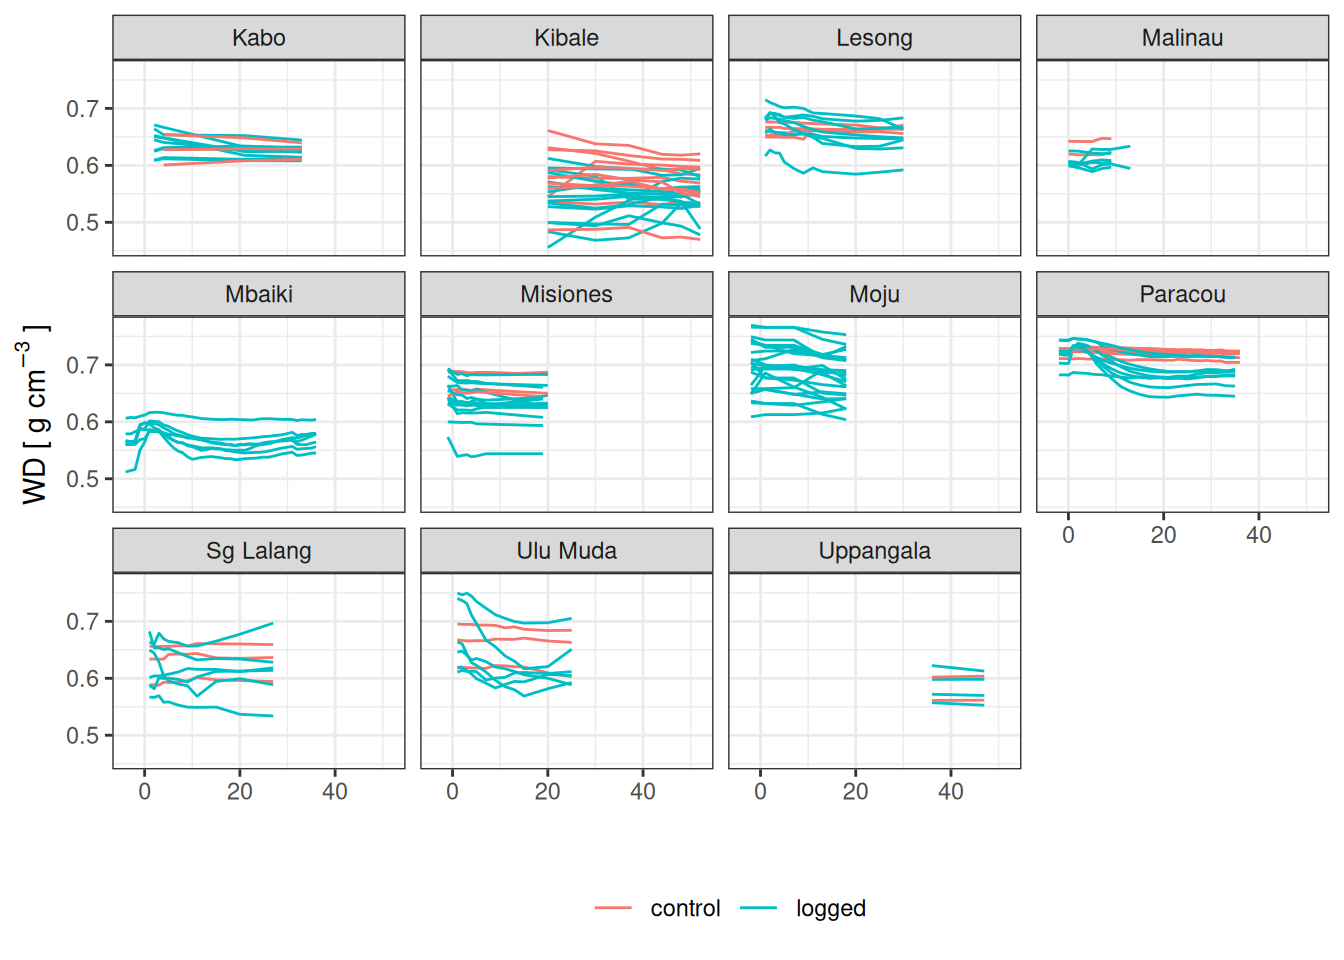 Kabo Kibale Lesong Malinau
0.7
0.6
0.5
Mbaiki Misiones Moju Paracou
0.7
0.6
0.5
0 20 40
Sg Lalang Ulu Muda Uppangala
0.7
0.6
0.5
0 20 40 0 20 40 0 20 40
WD [ g cm⁻³ ]
control logged